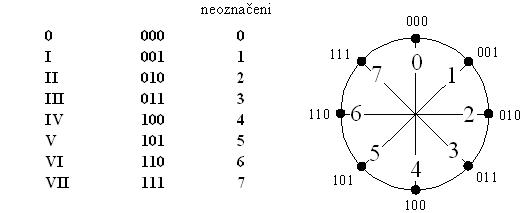 neoznačeni
0 000 0
I 001 1
II 010 2
III 011 3
IV 100 4
V 101 5
VI 110 6
VII 111 7
000
111 001
0
7 1
110 6 2 010
5 3
4
101 011
100